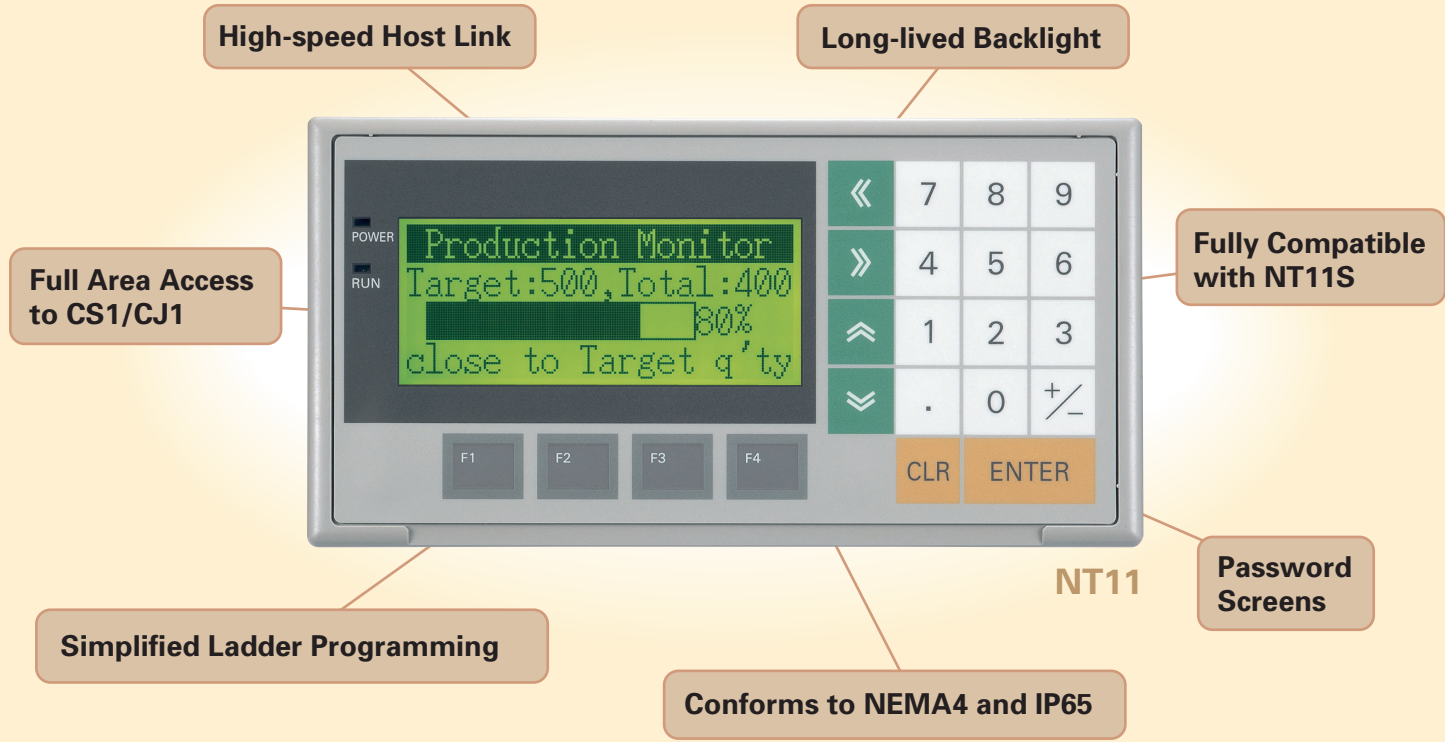 High-speed Host Link
Long-lived Backlight
Full Area Access
to CS1/CJ1
POWER
RUN
Production Monitor
Target:500,Total:400
80%
close to Target q'ty
F1
F2
F3
F4
«
7
8
9
»
4
5
6
1
2
3
.
0
+/−
CLR
ENTER
Fully Compatible
with NT11S
Password
Screens
NT11
Simplified Ladder Programming
Conforms to NEMA4 and IP65